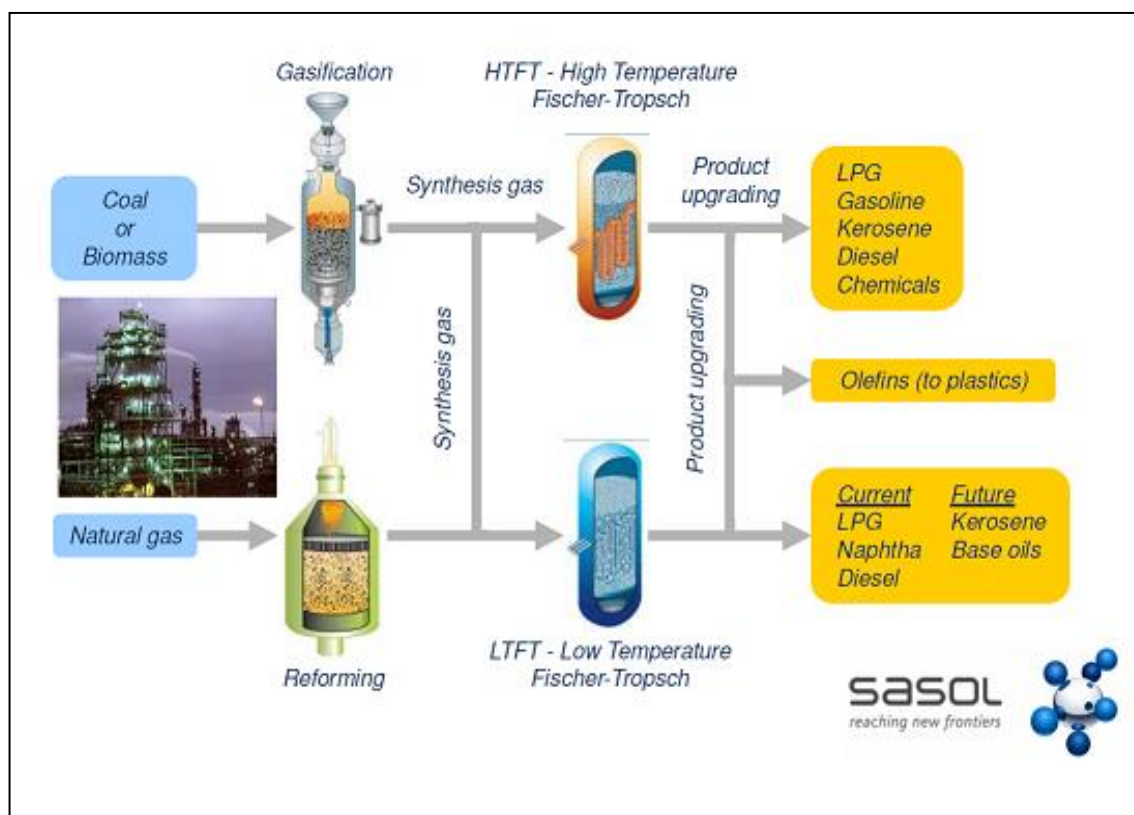 Gasification
HTFT - High Temperature
Fischer-Tropsch
Coal
or
Biomass
Synthesis gas
Product
upgrading
LPG
Gasoline
Kerosene
Diesel
Chemicals
Synthesis gas
Product upgrading
Olefins (to plastics)
Natural gas
Current Future
LPG Kerosene
Naphtha Base oils
Diesel
Reforming
LTFT - Low Temperature
Fischer-Tropsch
sasol
reaching new frontiers